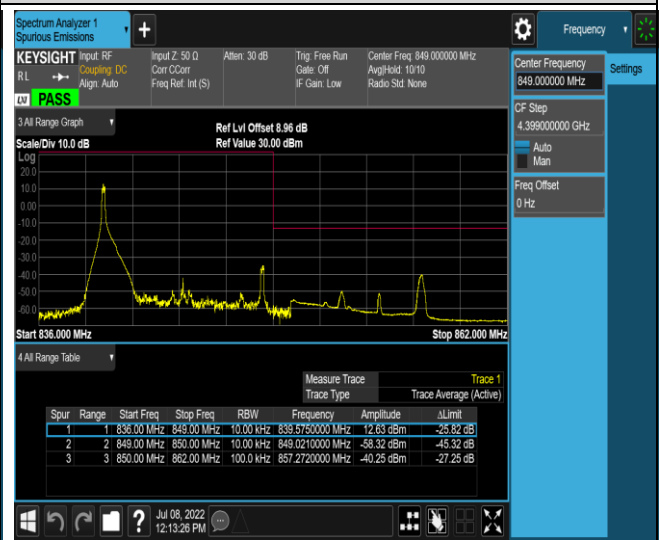 Spectrum Analyzer 1
Spurious Emissions
+
Frequency
KEYSIGHT
R L
LXI PASS
Input: RF
Coupling: DC
Align: Auto
Input Z: 50 Ω
Corr CCorr
Freq Ref: Int (S)
Atten: 30 dB
Trig: Free Run
Gate: Off
IF Gain: Low
Center Freq: 849.000000 MHz
Avg|Hold: 10/10
Radio Std: None
Center Frequency
849.000000 MHz
Settings
CF Step
4.399000000 GHz
Auto
Man
Freq Offset
0 Hz
3 All Range Graph
Scale/Div 10.0 dB
Ref Lvl Offset 8.96 dB
Ref Value 30.00 dBm
Log
20.0
10.0
0.00
-10.0
-20.0
-30.0
-40.0
-50.0
-60.0
Start 836.000 MHz
Stop 862.000 MHz
4 All Range Table
Measure Trace Trace 1
Trace Type Trace Average (Active)
Spur Range Start Freq Stop Freq RBW Frequency Amplitude ΔLimit
1 1 836.00 MHz 849.00 MHz 10.00 kHz 839.5750000 MHz 12.63 dBm -25.82 dB
2 2 849.00 MHz 850.00 MHz 10.00 kHz 849.0210000 MHz -58.32 dBm -45.32 dB
3 3 850.00 MHz 862.00 MHz 100.0 kHz 857.2720000 MHz -40.25 dBm -27.25 dB
?
Jul 08, 2022
12:13:26 PM